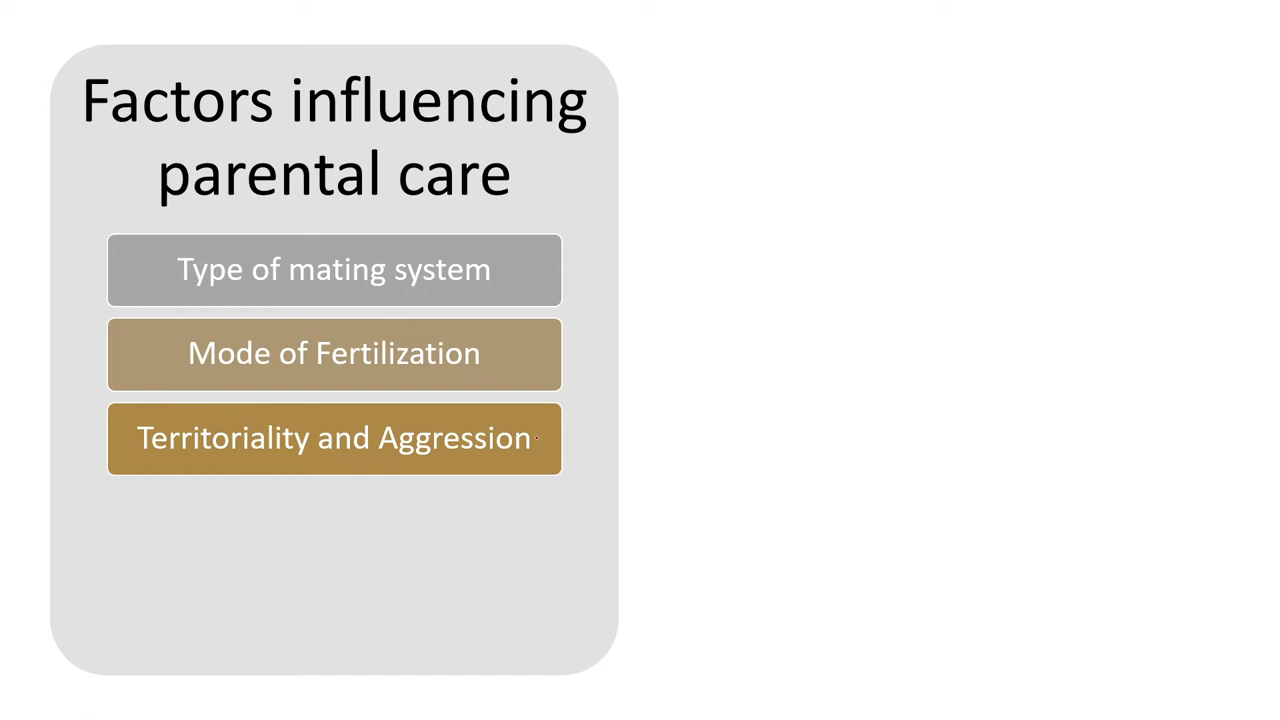 Factors influencing
parental care
Type of mating system
Mode of Fertilization
Territoriality and Aggression